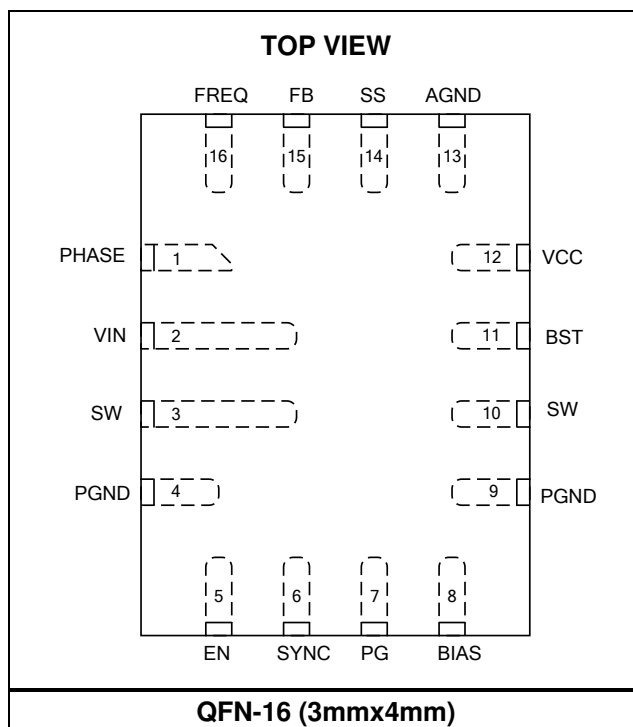 TOP VIEW
FREQ FB SS AGND
16 15 14 13
PHASE 1 12 VCC
VIN 2 11 BST
SW 3 10 SW
PGND 4 9 PGND
5 6 7 8
EN SYNC PG BIAS
QFN-16 (3mmx4mm)